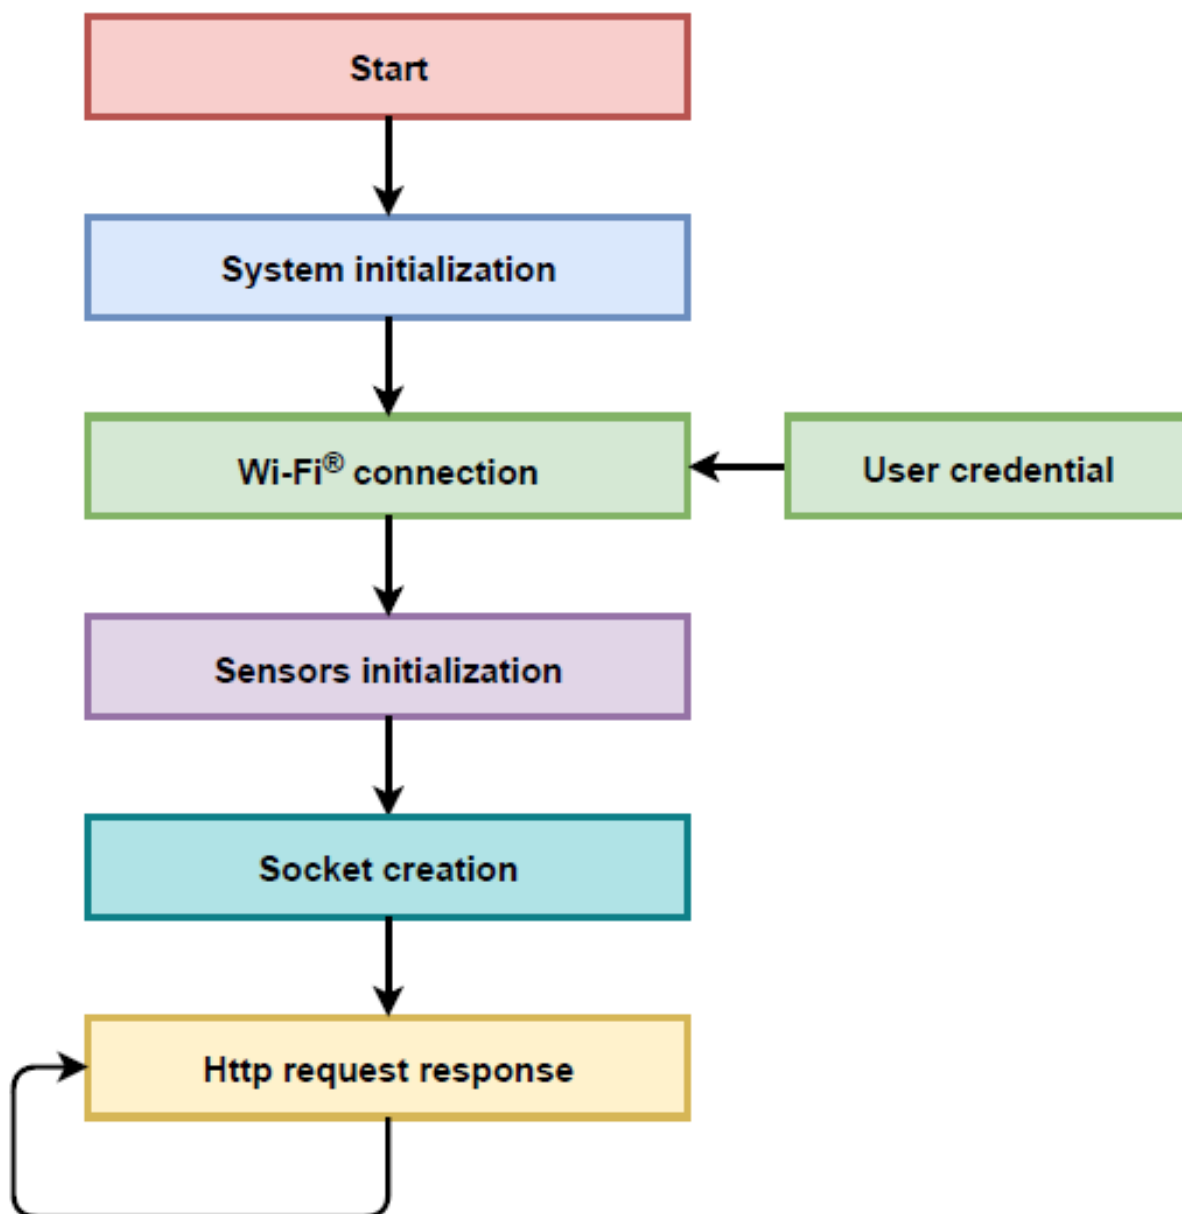 Start
System initialization
Wi-Fi® connection
User credential
Sensors initialization
Socket creation
Http request response